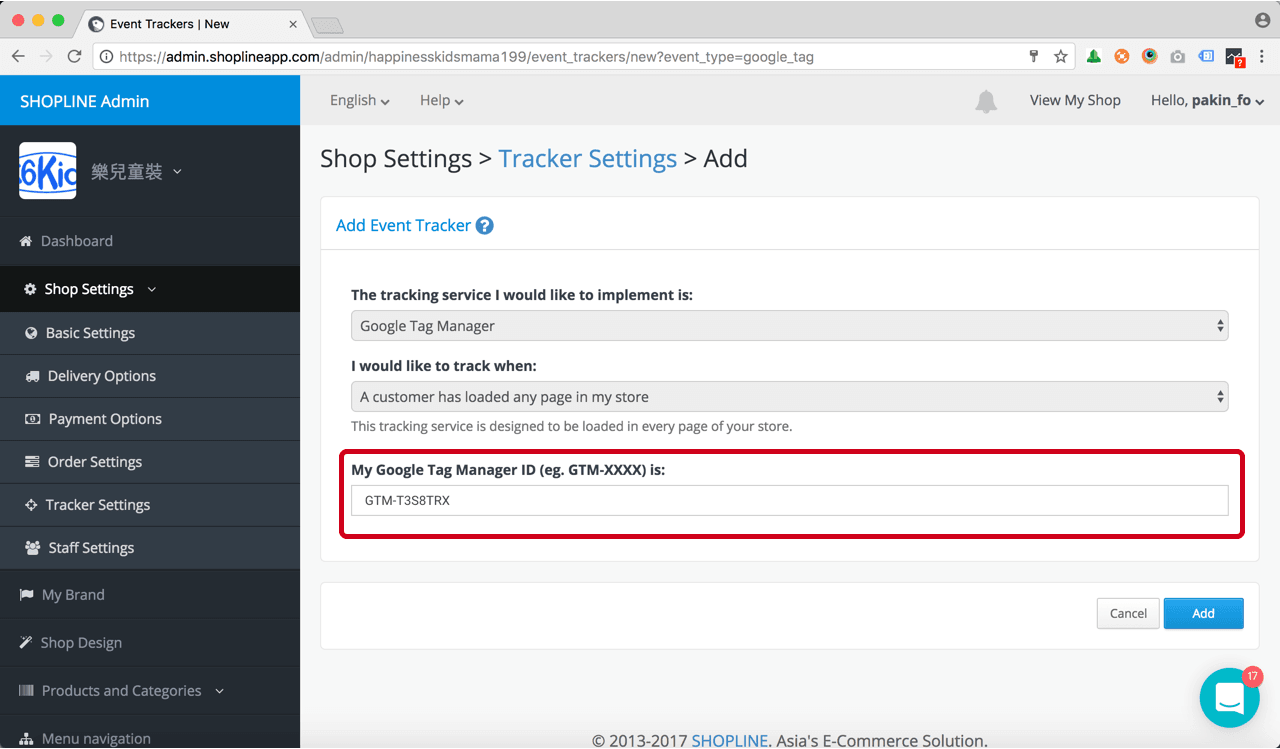 Event Trackers | New
https://admin.shoplineapp.com/admin/happinesskidsmama199/event_trackers/new?event_type=google_tag
SHOPLINE Admin
English
Help
View My Shop
Hello, pakin_fo
6Kic
樂兒童裝
Dashboard
Shop Settings
Basic Settings
Delivery Options
Payment Options
Order Settings
Tracker Settings
Staff Settings
My Brand
Shop Design
Products and Categories
Menu navigation
Shop Settings > Tracker Settings > Add
Add Event Tracker ?
The tracking service I would like to implement is:
Google Tag Manager
I would like to track when:
A customer has loaded any page in my store
This tracking service is designed to be loaded in every page of your store.
My Google Tag Manager ID (eg. GTM-XXXX) is:
GTM-T3S8TRX
Cancel
Add
17
© 2013-2017 SHOPLINE. Asia's E-Commerce Solution.